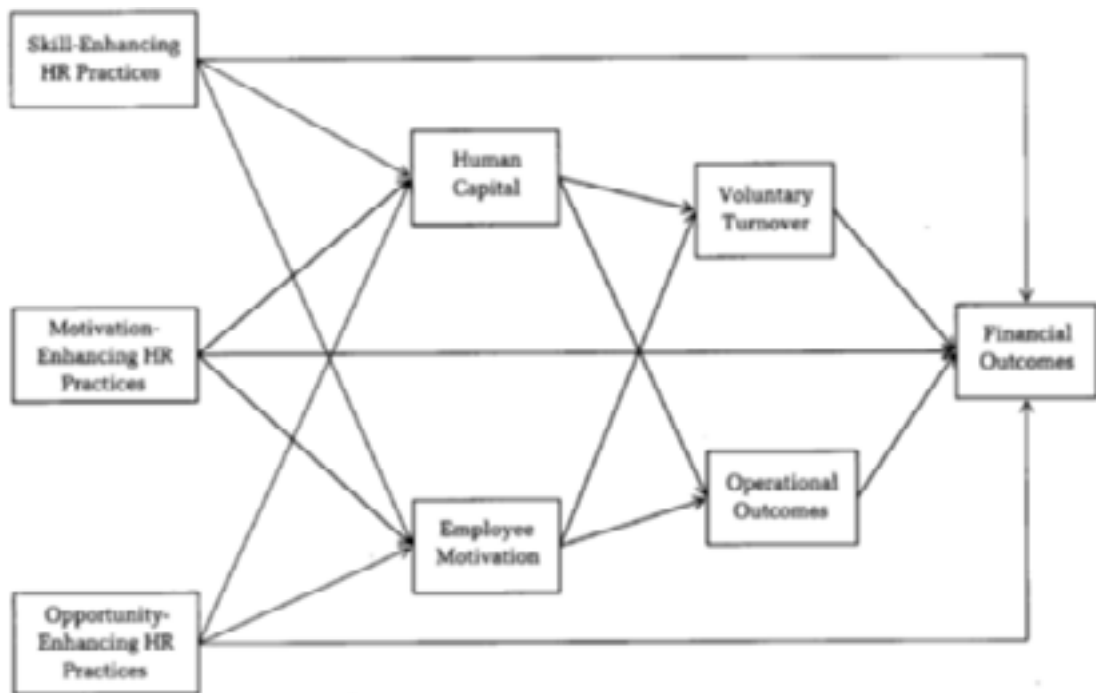 Skill-Enhancing
HR Practices
Human
Capital
Voluntary
Turnover
Motivation-
Enhancing HR
Practices
Financial
Outcomes
Operational
Outcomes
Employee
Motivation
Opportunity-
Enhancing HR
Practices